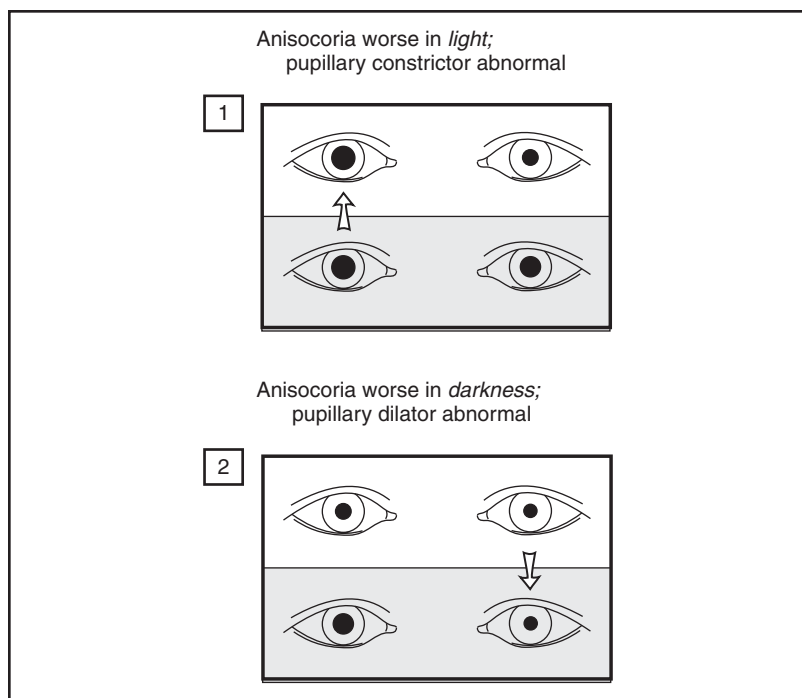 Anisocoria worse in light;
pupillary constrictor abnormal
1
Anisocoria worse in darkness;
pupillary dilator abnormal
2